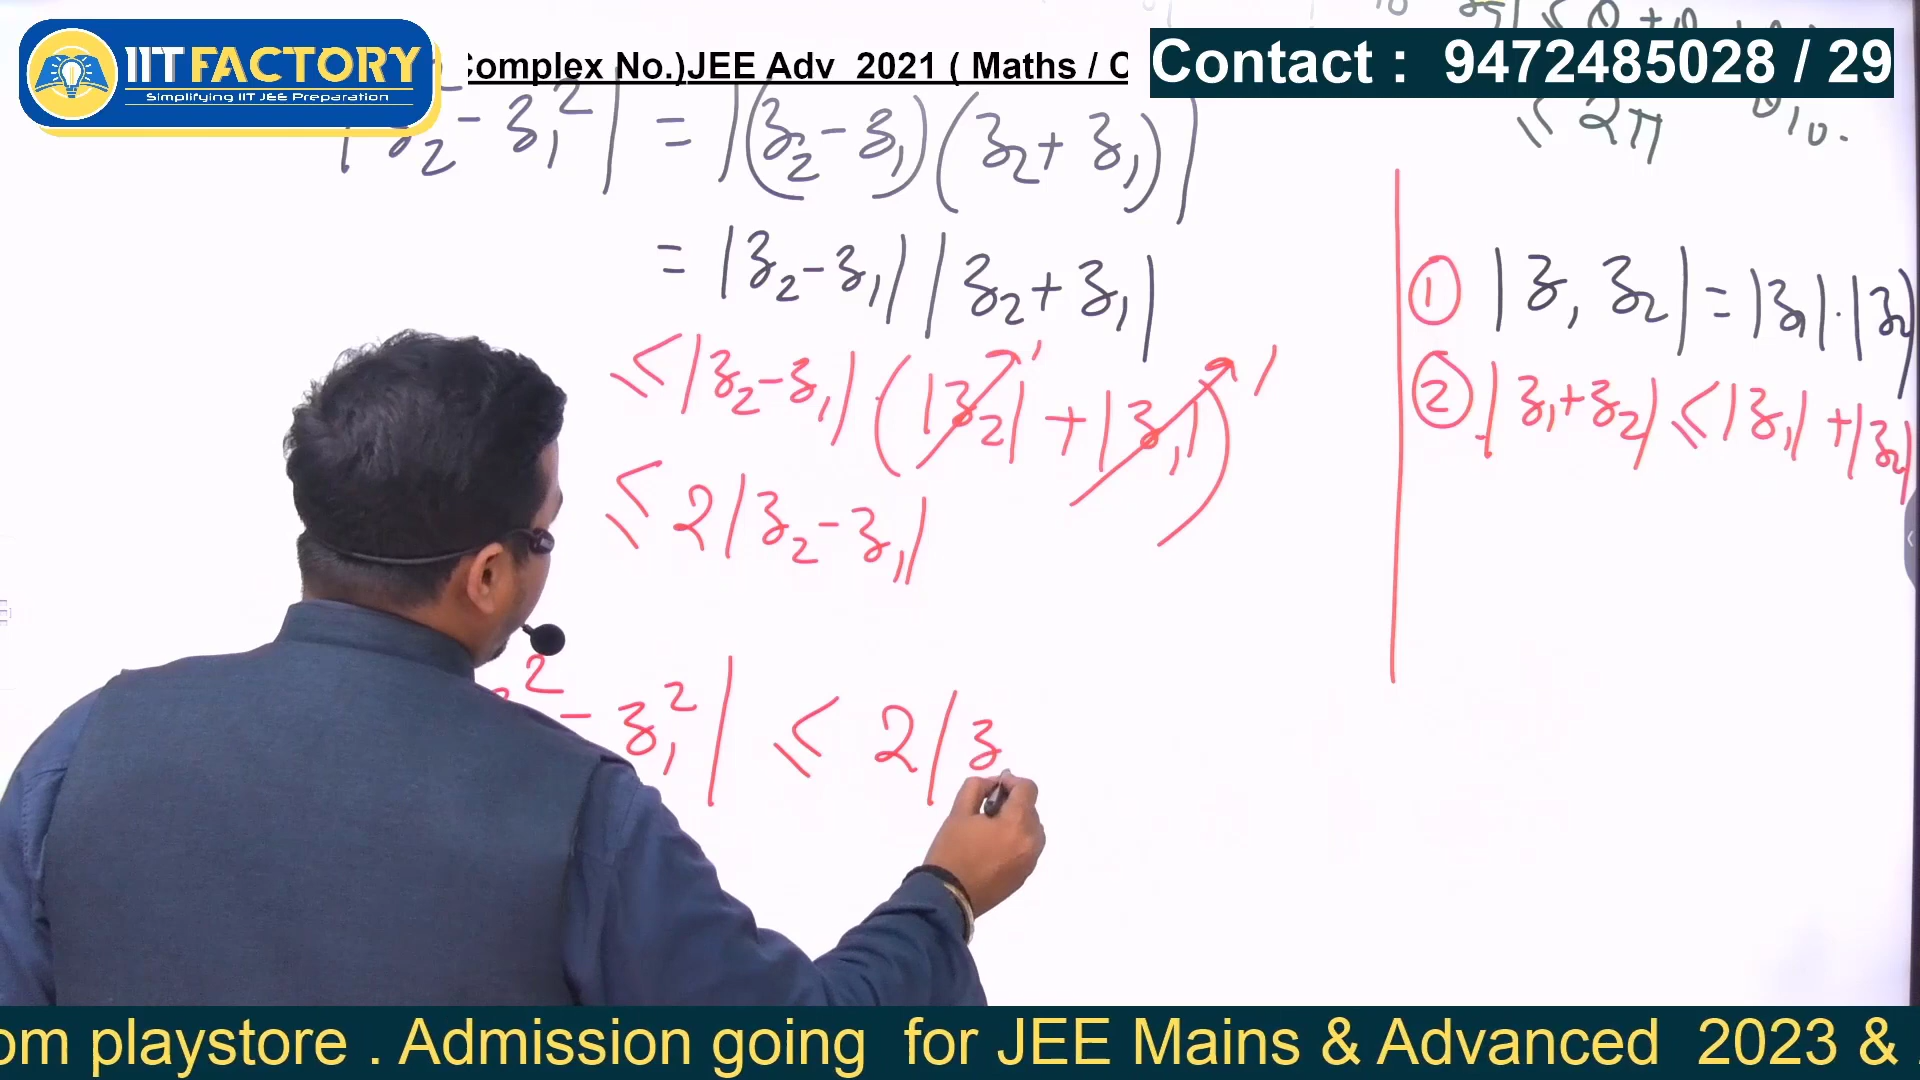 IIT FACTORY
Simplifying IIT JEE Preparation
Complex No.)JEE Adv 2021 ( Maths / C
Contact : 9472485028 / 29
≤ 2π
z₂² - z₁²| = |(z₂ - z₁)(z₂ + z₁)|
= |z₂ - z₁| |z₂ + z₁|
≤ |z₂ - z₁| · (|z₂| + |z₁|)
≤ 2|z₂ - z₁|
² - z₁²| ≤ 2|z
① |z₁ z₂| = |z₁|·|z₂|
② |z₁ + z₂| ≤ |z₁| + |z₂|
om playstore . Admission going for JEE Mains & Advanced 2023 &